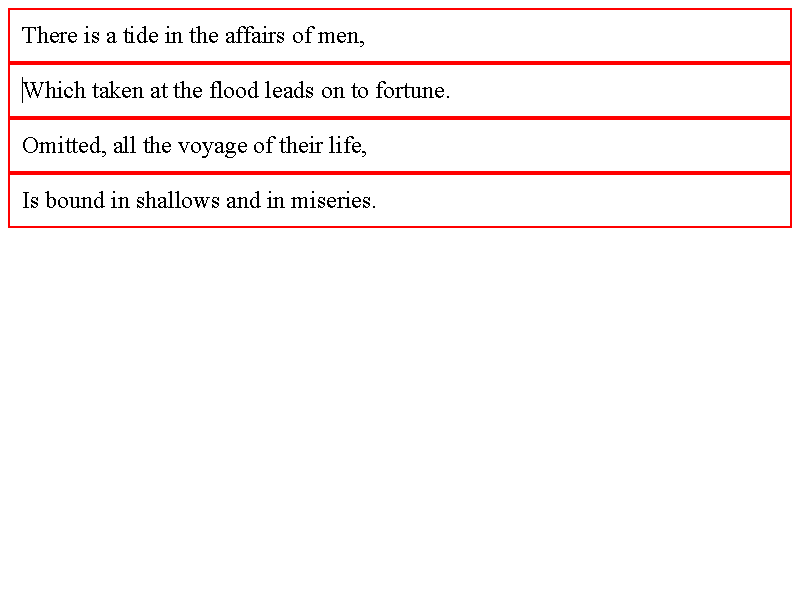 There is a tide in the affairs of men,
Which taken at the flood leads on to fortune.
Omitted, all the voyage of their life,
Is bound in shallows and in miseries.